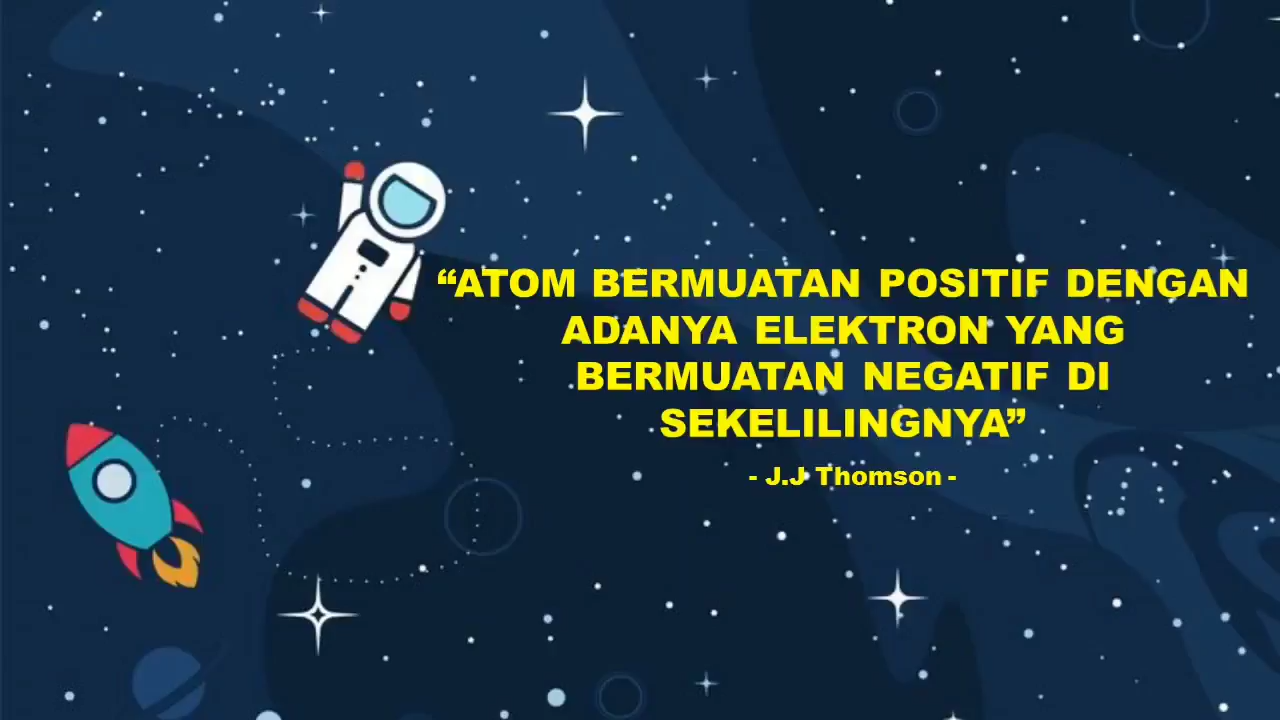 “ATOM BERMUATAN POSITIF DENGAN
ADANYA ELEKTRON YANG
BERMUATAN NEGATIF DI
SEKELILINGNYA”
- J.J Thomson -